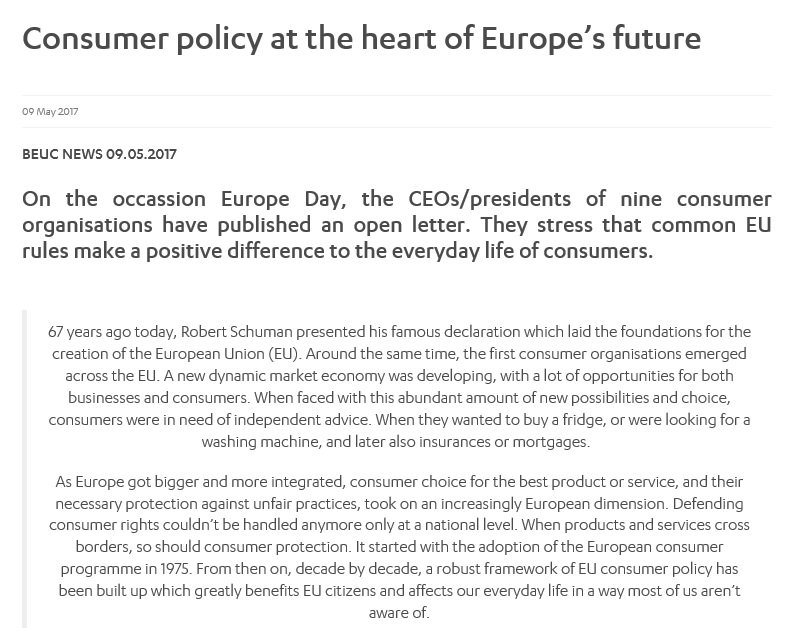 Consumer policy at the heart of Europe’s future
09 May 2017
BEUC NEWS 09.05.2017
On the occassion Europe Day, the CEOs/presidents of nine consumer
organisations have published an open letter. They stress that common EU
rules make a positive difference to the everyday life of consumers.
67 years ago today, Robert Schuman presented his famous declaration which laid the foundations for the
creation of the European Union (EU). Around the same time, the first consumer organisations emerged
across the EU. A new dynamic market economy was developing, with a lot of opportunities for both
businesses and consumers. When faced with this abundant amount of new possibilities and choice,
consumers were in need of independent advice. When they wanted to buy a fridge, or were looking for a
washing machine, and later also insurances or mortgages.
As Europe got bigger and more integrated, consumer choice for the best product or service, and their
necessary protection against unfair practices, took on an increasingly European dimension. Defending
consumer rights couldn’t be handled anymore only at a national level. When products and services cross
borders, so should consumer protection. It started with the adoption of the European consumer
programme in 1975. From then on, decade by decade, a robust framework of EU consumer policy has
been built up which greatly benefits EU citizens and affects our everyday life in a way most of us aren’t
aware of.